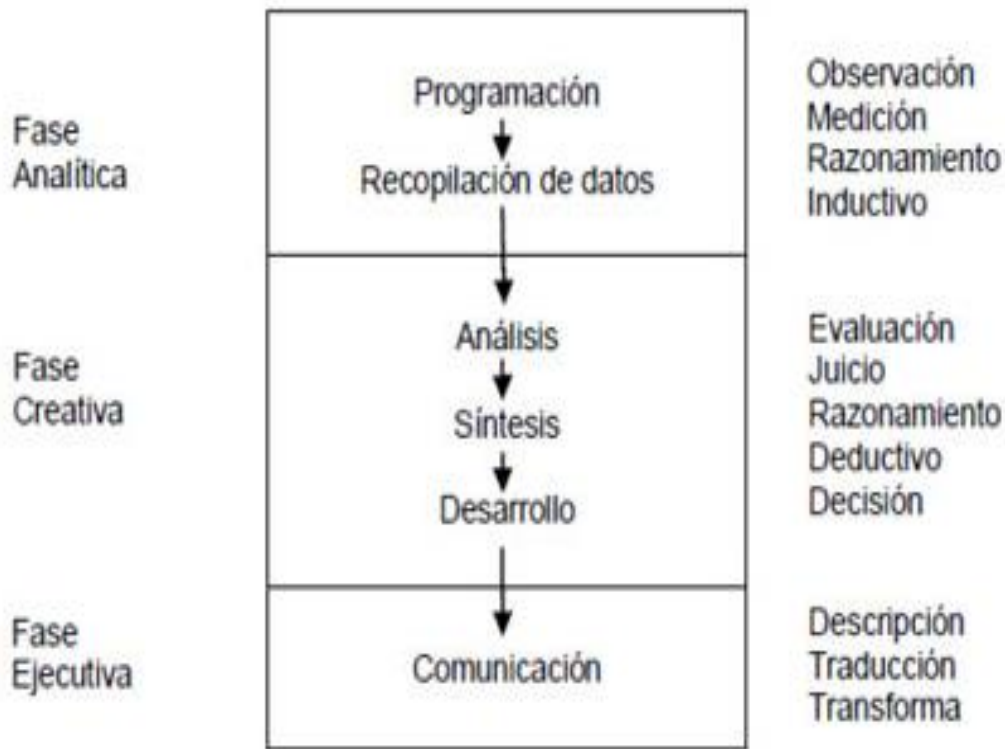 Fase
Analítica
Programación
Recopilación de datos
Observación
Medición
Razonamiento
Inductivo
Fase
Creativa
Análisis
Síntesis
Desarrollo
Evaluación
Juicio
Razonamiento
Deductivo
Decisión
Fase
Ejecutiva
Comunicación
Descripción
Traducción
Transforma